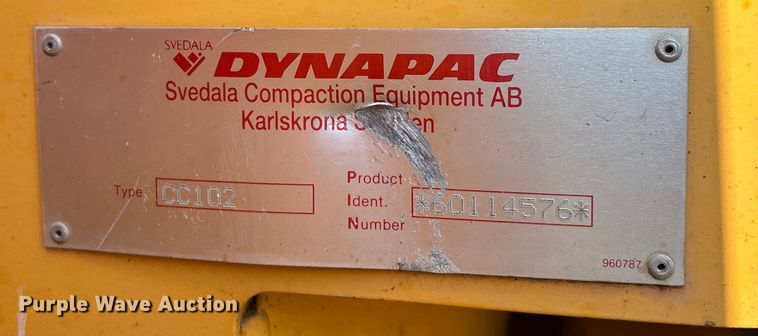 SVEDALA
DYNAPAC
Svedala Compaction Equipment AB
Karlskrona
Type CC102
Product
Ident. *60114576*
Number
960787
Purple Wave Auction